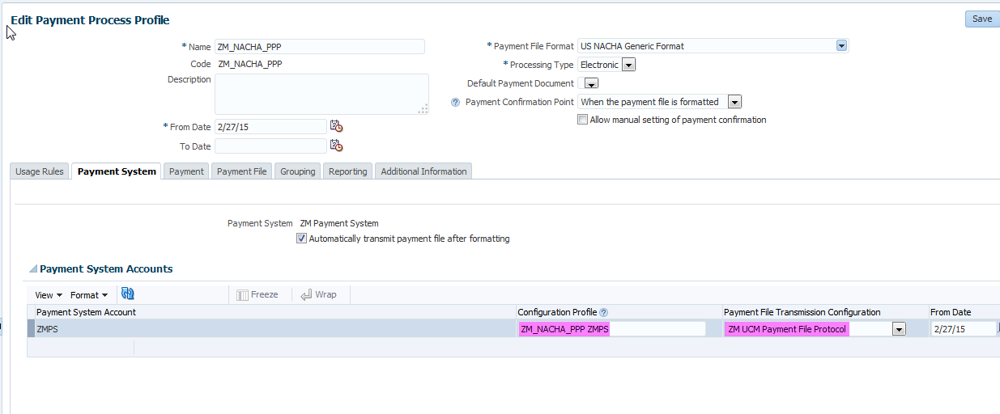 Edit Payment Process Profile
Save
* Name ZM_NACHA_PPP
Code ZM_NACHA_PPP
Description
* From Date 2/27/15
To Date
* Payment File Format US NACHA Generic Format
* Processing Type Electronic
Default Payment Document
? Payment Confirmation Point When the payment file is formatted
Allow manual setting of payment confirmation
Usage Rules Payment System Payment Payment File Grouping Reporting Additional Information
Payment System ZM Payment System
Automatically transmit payment file after formatting
Payment System Accounts
View Format Freeze Wrap
Payment System Account Configuration Profile ? Payment File Transmission Configuration From Date
ZMPS ZM_NACHA_PPP ZMPS ZM UCM Payment File Protocol 2/27/15